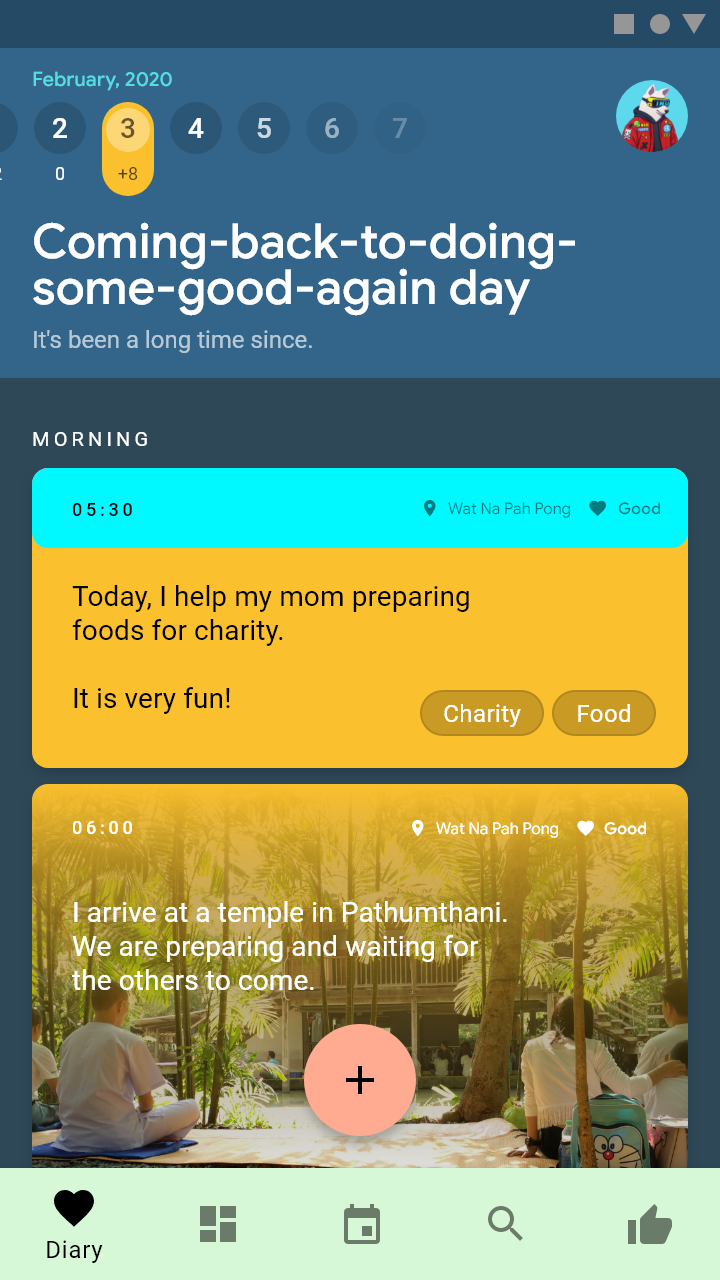 February, 2020
2 3 4 5 6 7
2 0 +8
Coming-back-to-doing-
some-good-again day
It's been a long time since.
MORNING
05:30 Wat Na Pah Pong Good
Today, I help my mom preparing
foods for charity.
It is very fun!
Charity Food
06:00 Wat Na Pah Pong Good
I arrive at a temple in Pathumthani.
We are preparing and waiting for
the others to come.
Diary